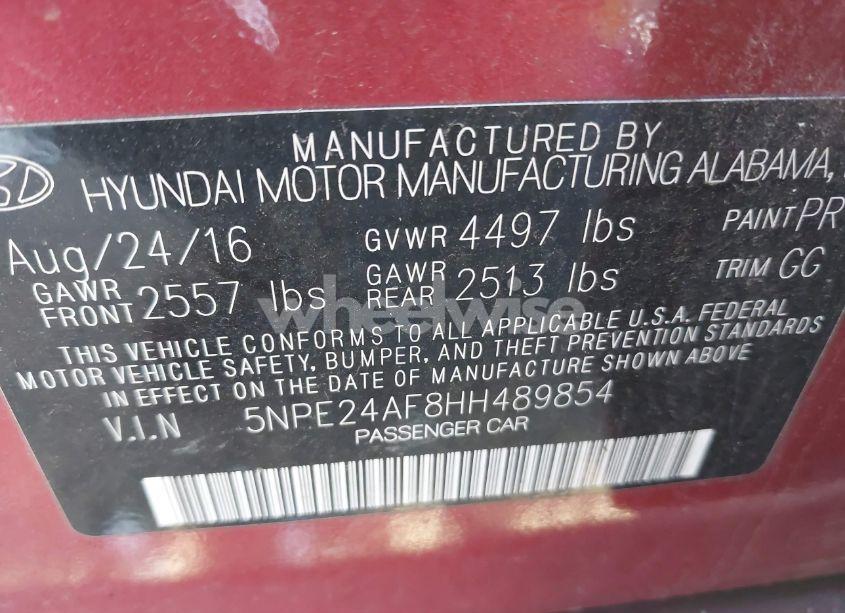 MANUFACTURED BY
HYUNDAI MOTOR MANUFACTURING ALABAMA,
Aug/24/16 GVWR 4497 lbs PAINT PR
GAWR FRONT 2557 lbs GAWR REAR 2513 lbs TRIM GG
wheelwise
THIS VEHICLE CONFORMS TO ALL APPLICABLE U.S.A. FEDERAL
MOTOR VEHICLE SAFETY, BUMPER, AND THEFT PREVENTION STANDARDS
IN EFFECT ON THE DATE OF MANUFACTURE SHOWN ABOVE
V.I.N 5NPE24AF8HH489854
PASSENGER CAR